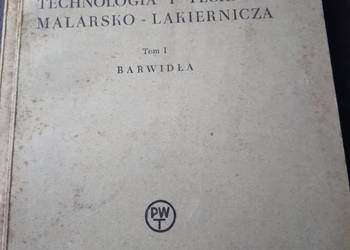 TECHNOLOGIA I
MALARSKO - LAKIERNICZA
Tom I
BARWIDŁA
PWT